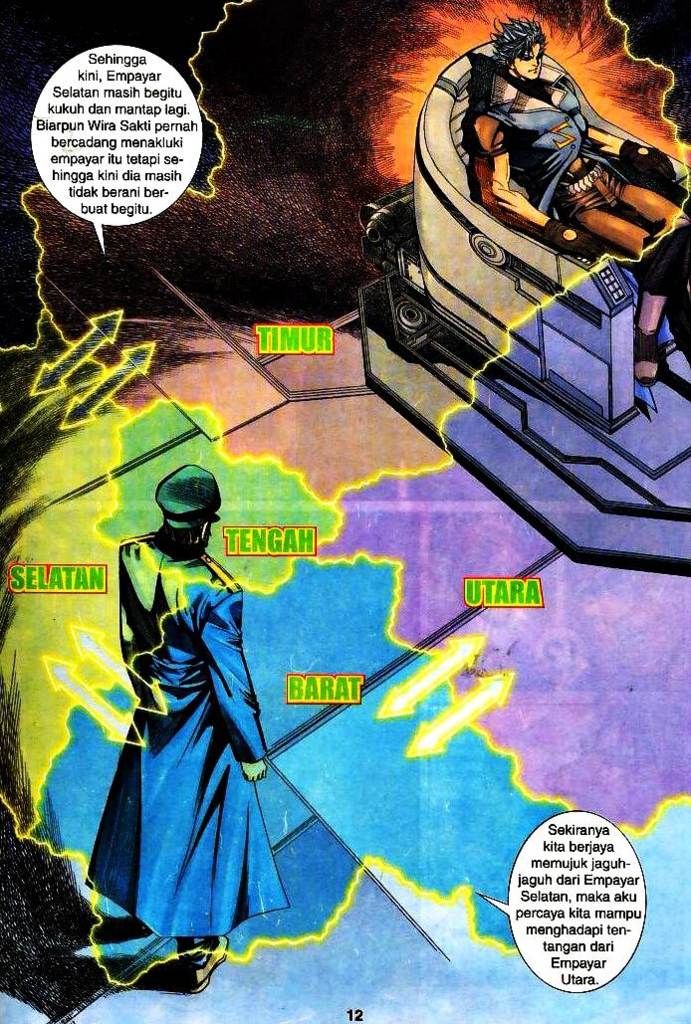 Sehingga
kini, Empayar
Selatan masih begitu
kukuh dan mantap lagi.
Biarpun Wira Sakti pernah
bercadang menakluki
empayar itu tetapi se-
hingga kini dia masih
tidak berani ber-
buat begitu.
TIMUR
TENGAH
SELATAN
UTARA
BARAT
Sekiranya
kita berjaya
memujuk jaguh-
jaguh dari Empayar
Selatan, maka aku
percaya kita mampu
menghadapi ten-
tangan dari
Empayar
Utara.
12